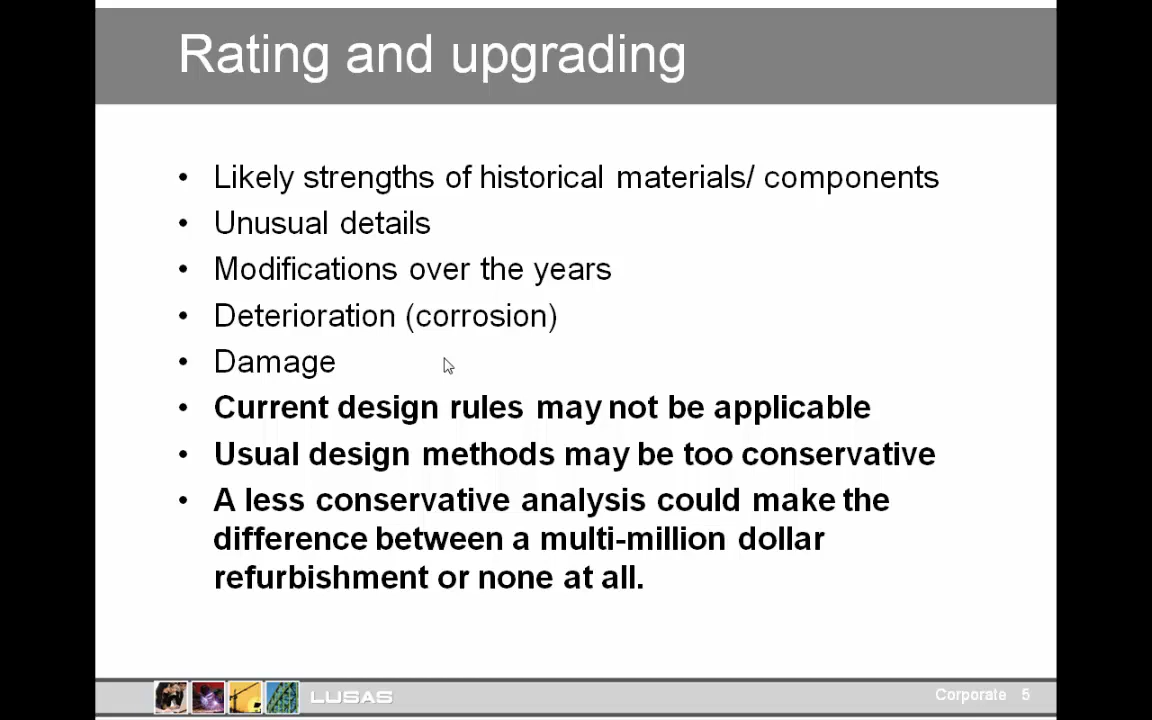 Rating and upgrading
• Likely strengths of historical materials/ components
• Unusual details
• Modifications over the years
• Deterioration (corrosion)
• Damage
• Current design rules may not be applicable
• Usual design methods may be too conservative
• A less conservative analysis could make the
difference between a multi-million dollar
refurbishment or none at all.
LUSAS
Corporate 5